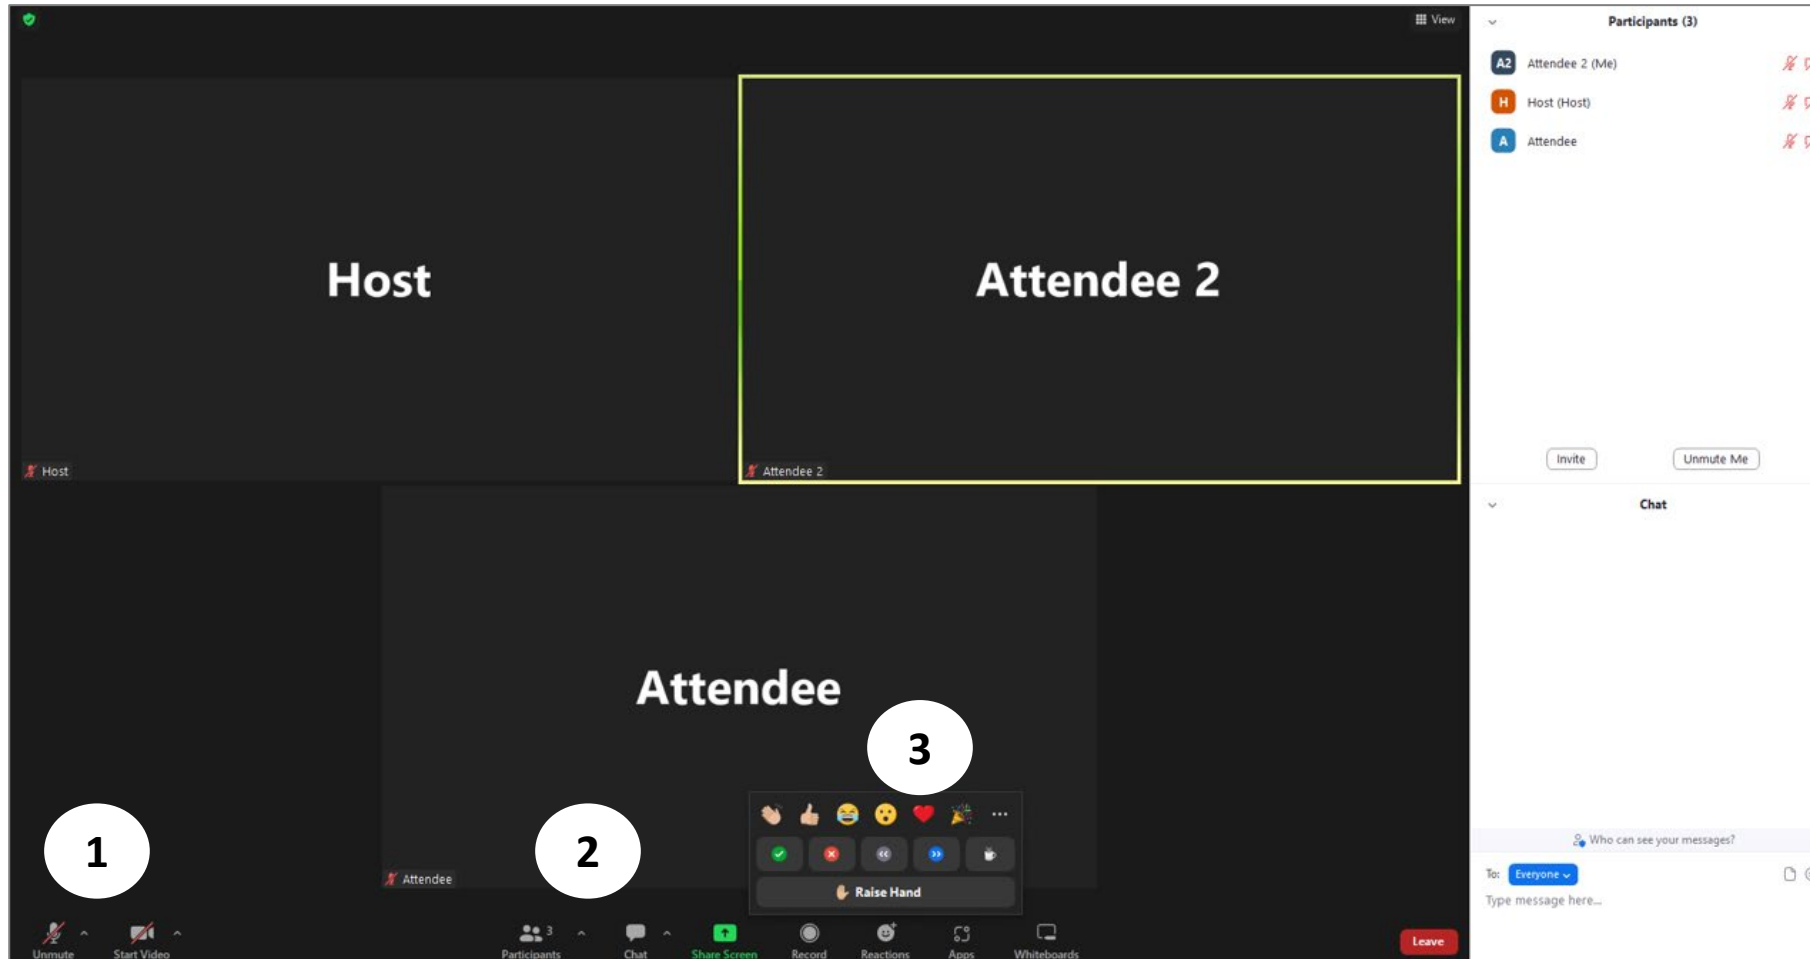 View
Host
Attendee 2
Host
Attendee 2
Attendee
3
1
2
Attendee
Raise Hand
Unmute
Start Video
3
Participants
Chat
Share Screen
Record
Reactions
Apps
Whiteboards
Leave
Participants (3)
A2 Attendee 2 (Me)
H Host (Host)
A Attendee
Invite
Unmute Me
Chat
Who can see your messages?
To: Everyone
Type message here...